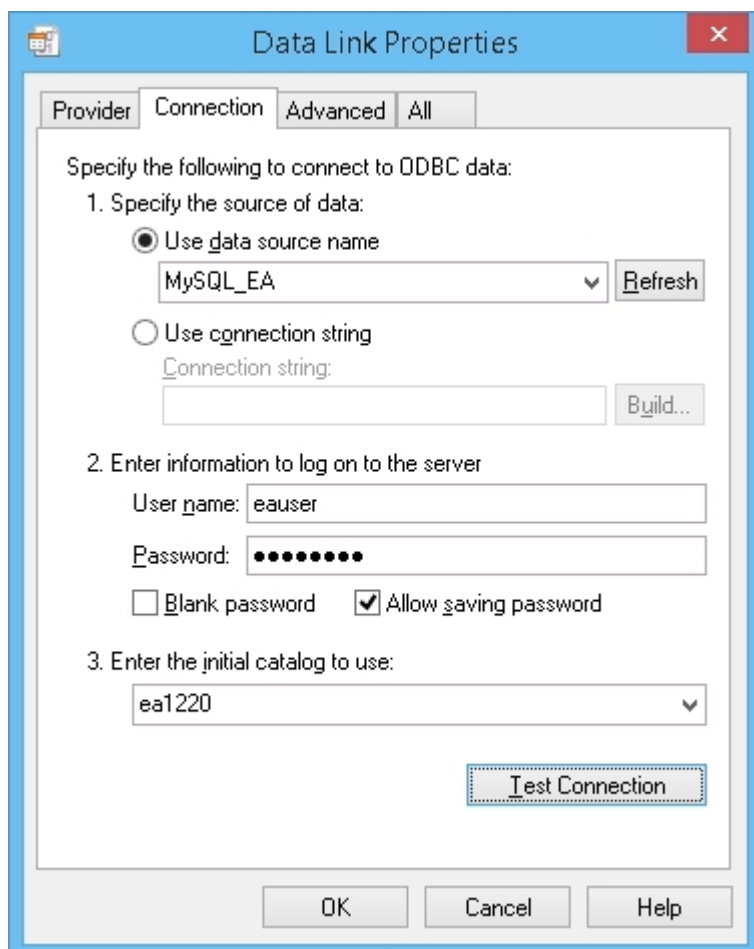 Data Link Properties
Provider Connection Advanced All
Specify the following to connect to ODBC data:
1. Specify the source of data:
Use data source name
MySQL_EA Refresh
Use connection string
Connection string:
Build...
2. Enter information to log on to the server
User name: eauser
Password: ●●●●●●●●
Blank password Allow saving password
3. Enter the initial catalog to use:
ea1220
Test Connection
OK Cancel Help